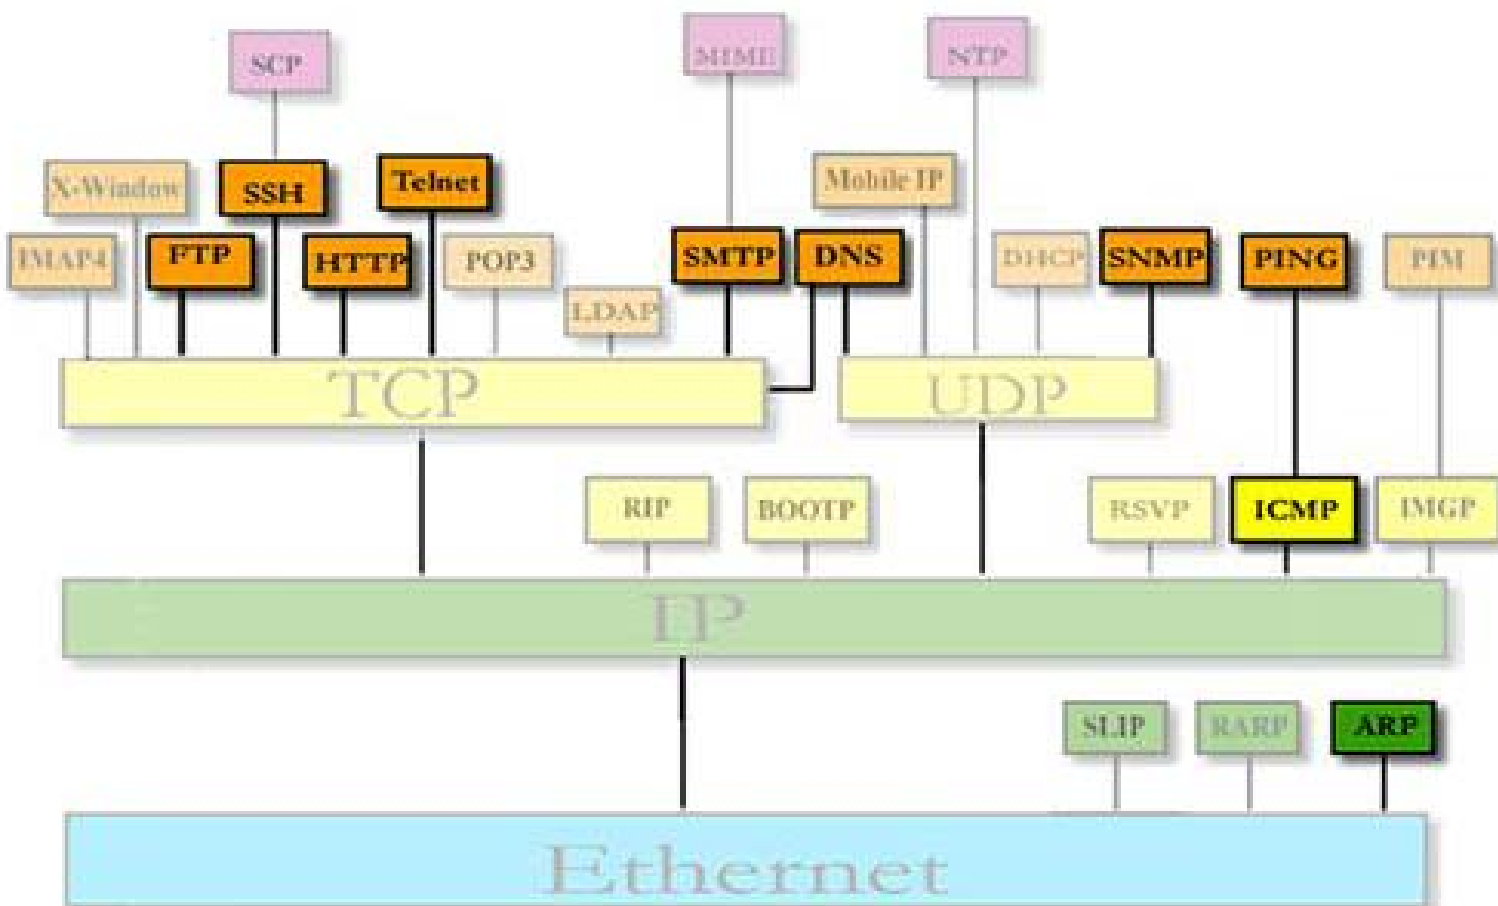 SCP
MIME
NTP
X-Window
SSH
Telnet
Mobile IP
IMAP4
FTP
HTTP
POP3
LDAP
SMTP
DNS
DHCP
SNMP
PING
PIM
TCP
UDP
RIP
BOOTP
RSVP
ICMP
IMGP
IP
SLIP
RARP
ARP
Ethernet